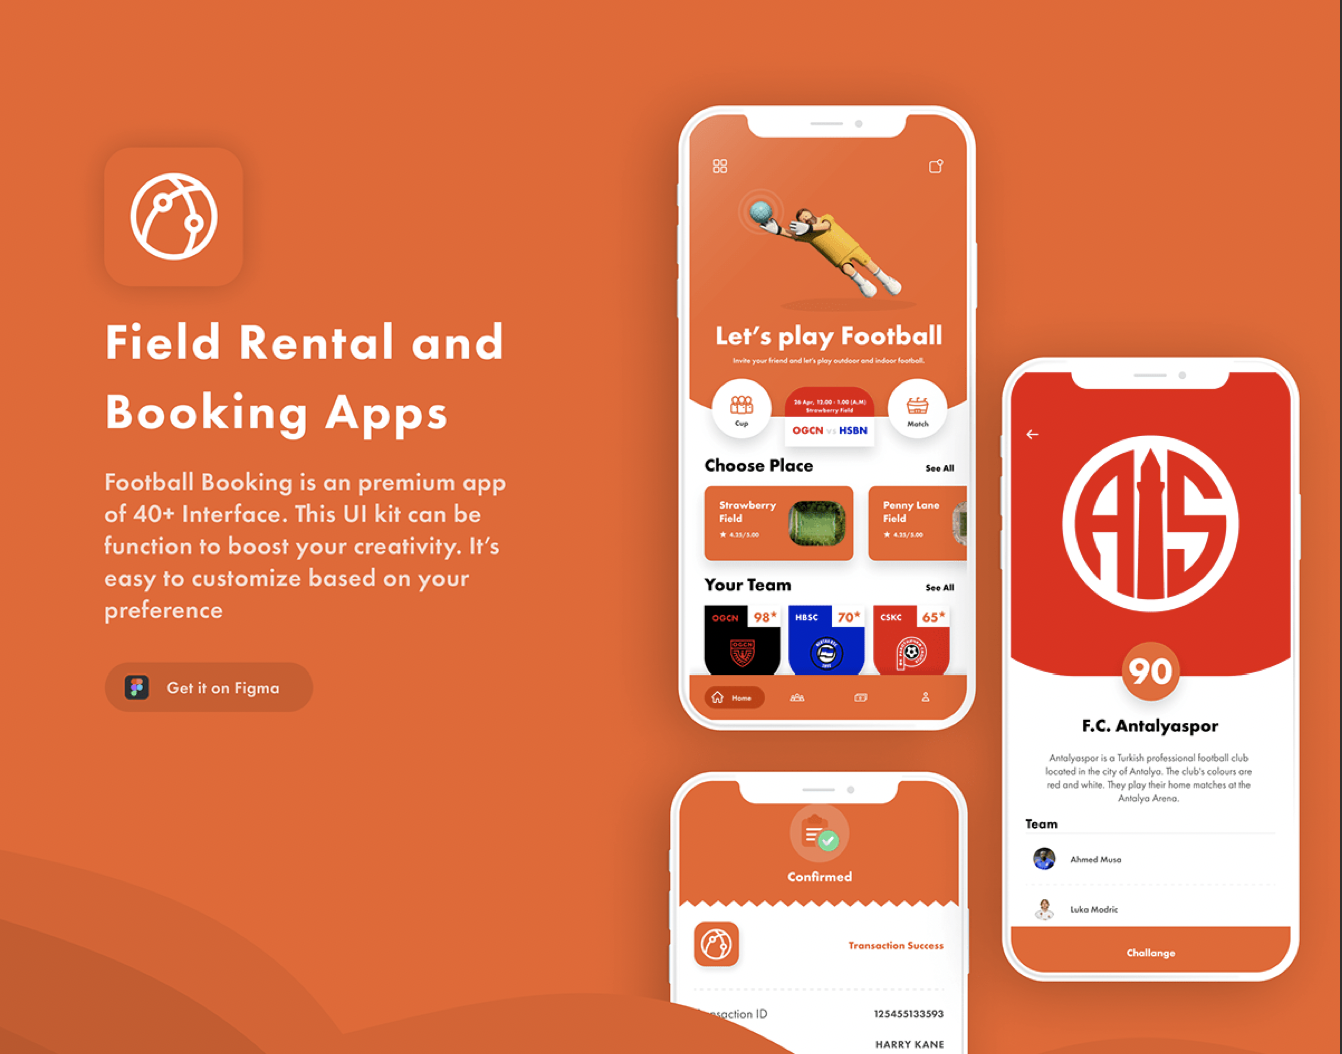 Field Rental and
Booking Apps
Football Booking is an premium app
of 40+ Interface. This UI kit can be
function to boost your creativity. It's
easy to customize based on your
preference
Get it on Figma
Let's play Football
Invite your friend and let's play outdoor and indoor football.
Cup
26 Apr, 12.00 - 1.00 (A.M)
Strawberry Field
OGCN vs HSBN
Match
Choose Place
See All
Strawberry
Field
★ 4.25/5.00
Penny Lane
Field
★ 4.25/5.00
Your Team
See All
OGCN 98*
HBSC 70*
CSKC 65*
OGCN
Home
AIS
90
F.C. Antalyaspor
Antalyaspor is a Turkish professional football club
located in the city of Antalya. The club's colours are
red and white. They play their home matches at the
Antalya Arena.
Team
Ahmed Musa
Luka Modric
Challange
Confirmed
Transaction Success
nsaction ID
125455133593
HARRY KANE